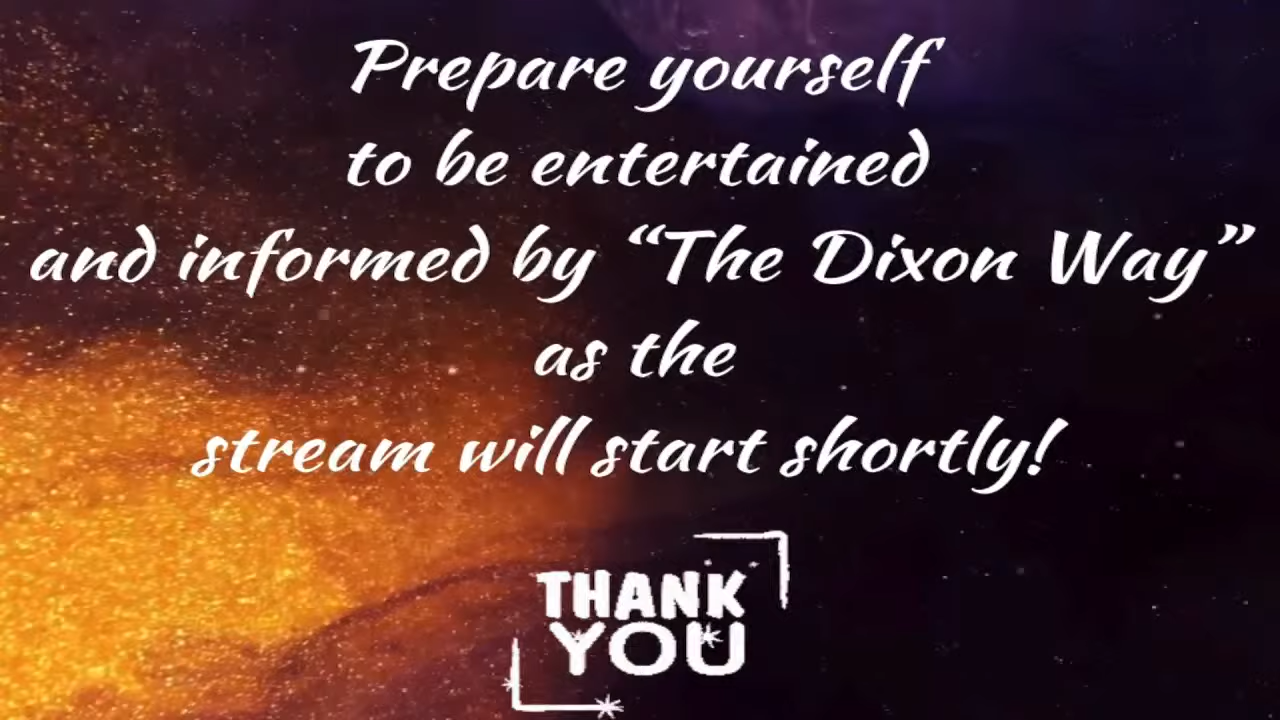 Prepare yourself
to be entertained
and informed by “The Dixon Way”
as the
stream will start shortly!
THANK
YOU